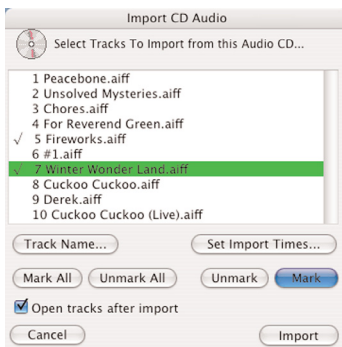 Import CD Audio
Select Tracks To Import from this Audio CD...
1 Peacebone.aiff
2 Unsolved Mysteries.aiff
3 Chores.aiff
4 For Reverend Green.aiff
√ 5 Fireworks.aiff
6 #1.aiff
√ 7 Winter Wonder Land.aiff
8 Cuckoo Cuckoo.aiff
9 Derek.aiff
10 Cuckoo Cuckoo (Live).aiff
Track Name... Set Import Times...
Mark All Unmark All Unmark Mark
Open tracks after import
Cancel Import